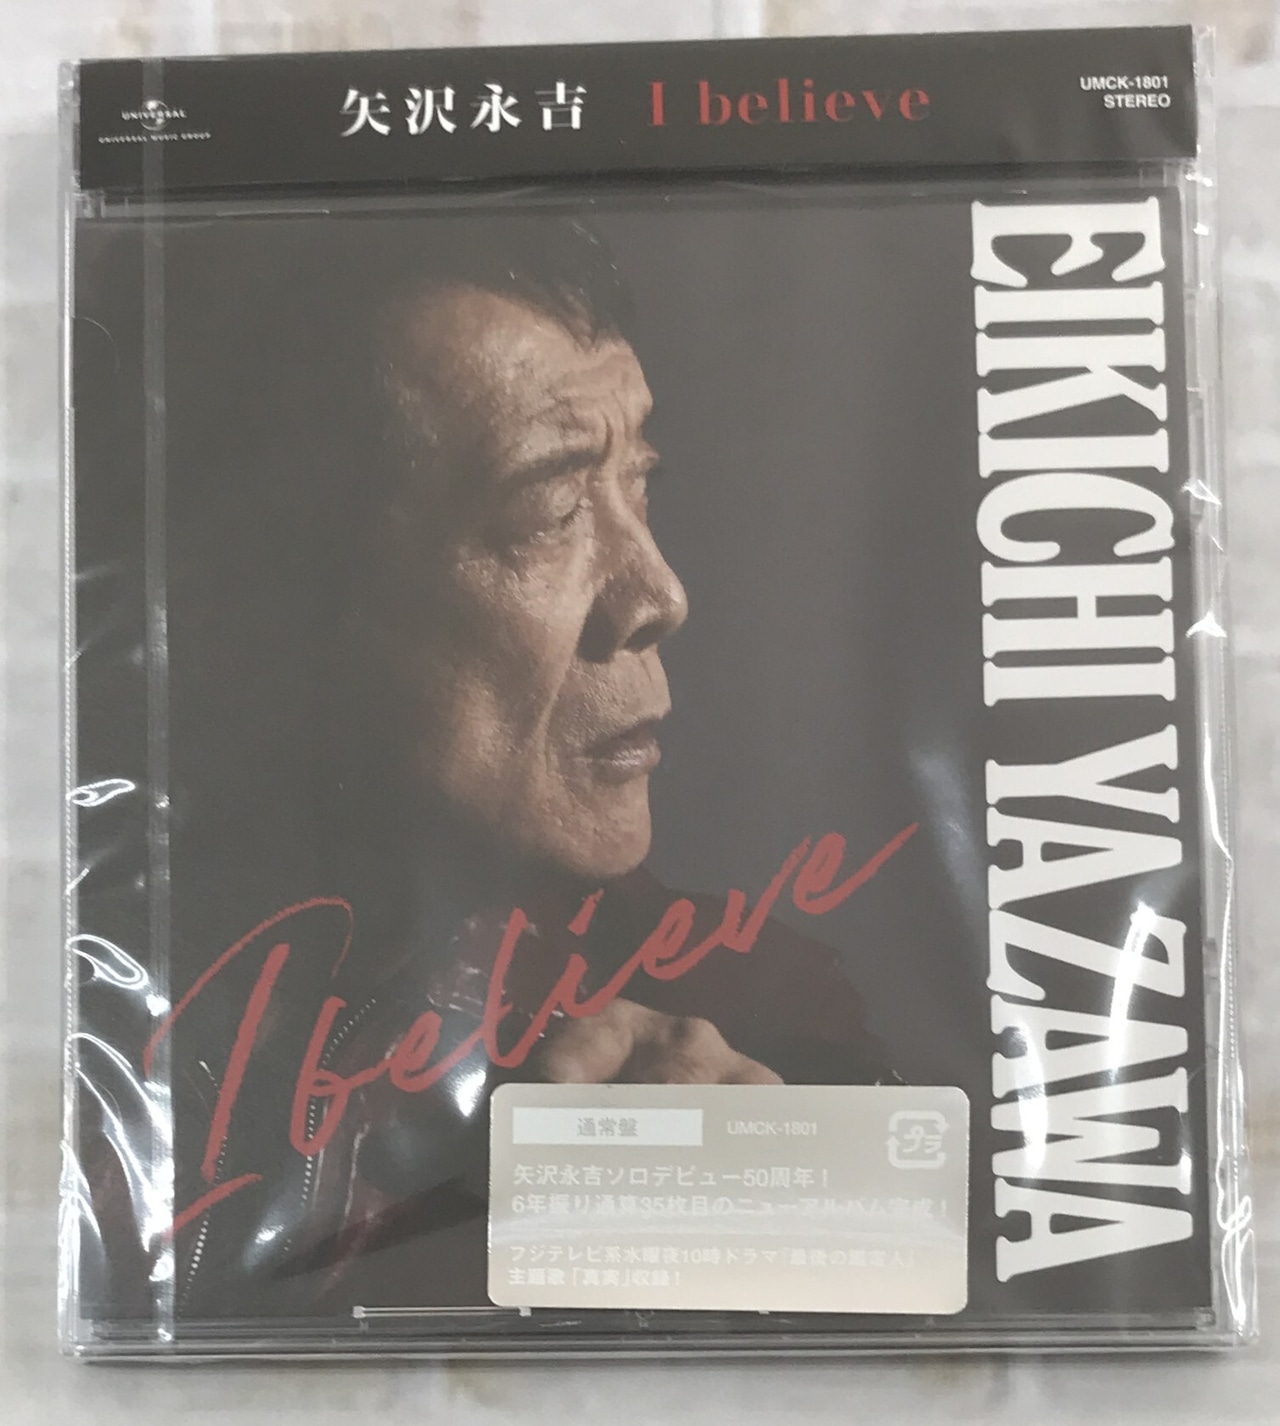 UNIVERSAL
UNIVERSAL MUSIC GROUP
矢沢永吉 I believe
UMCK-1801
STEREO
EIKICHI YAZAWA
I believe
通常盤 UMCK-1801
プラ
矢沢永吉ソロデビュー50周年！
6年振り通算35枚目のニューアルバム完成！
フジテレビ系水曜夜10時ドラマ「最後の鑑定人」
主題歌「真実」収録！